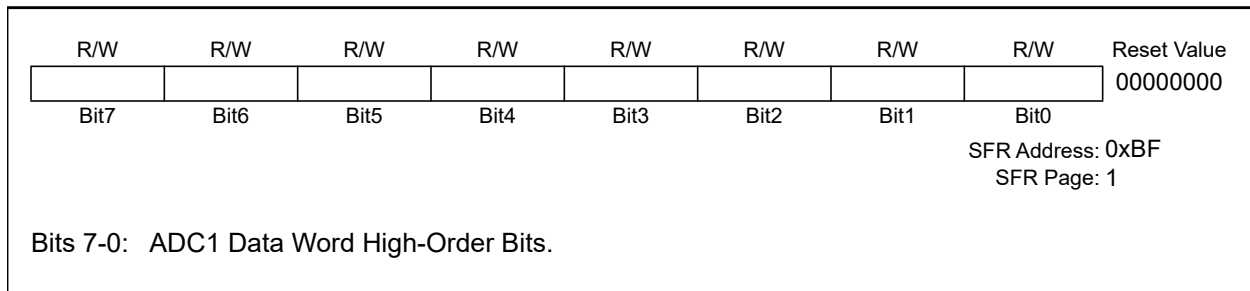 R/W R/W R/W R/W R/W R/W R/W R/W Reset Value
00000000
Bit7 Bit6 Bit5 Bit4 Bit3 Bit2 Bit1 Bit0
SFR Address: 0xBF
SFR Page: 1
Bits 7-0: ADC1 Data Word High-Order Bits.